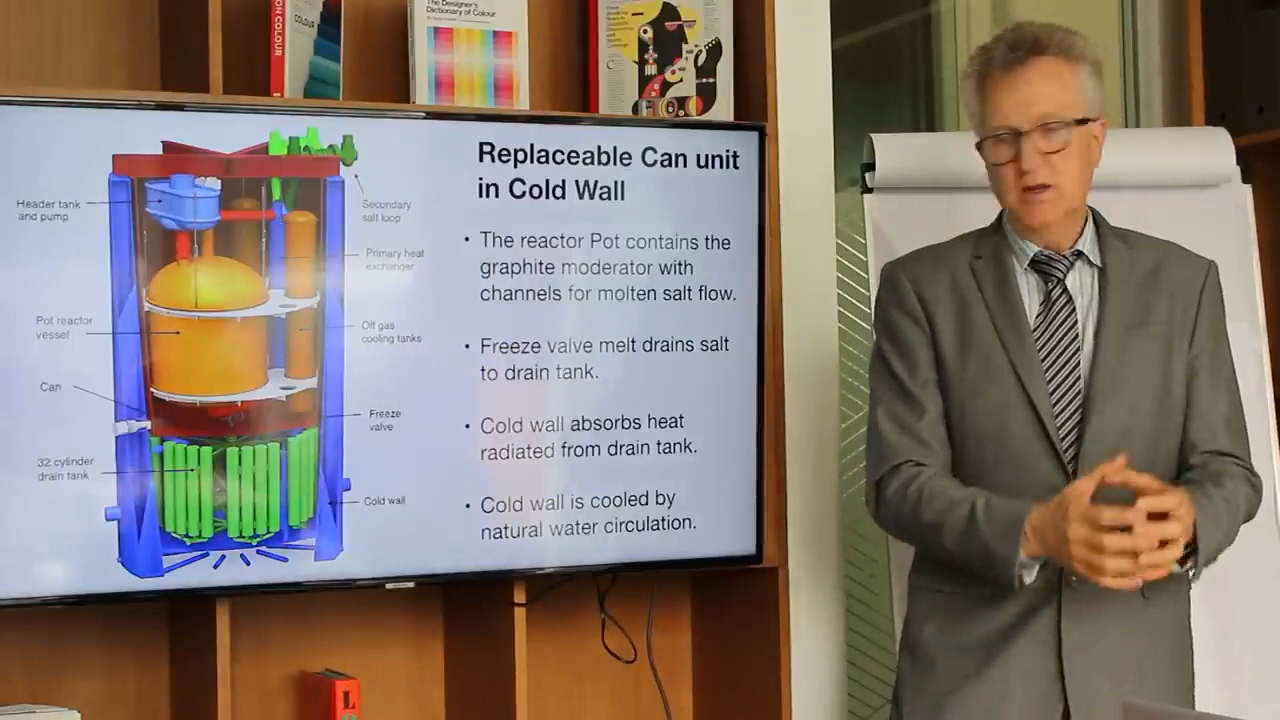 COLOUR
The Designer's
Dictionary of Colour
Replaceable Can unit
in Cold Wall
• The reactor Pot contains the
graphite moderator with
channels for molten salt flow.
• Freeze valve melt drains salt
to drain tank.
• Cold wall absorbs heat
radiated from drain tank.
• Cold wall is cooled by
natural water circulation.
Header tank
and pump
Pot reactor
vessel
Can
32 cylinder
drain tank
Secondary
salt loop
Primary heat
exchanger
Off gas
cooling tanks
Freeze
valve
Cold wall
L